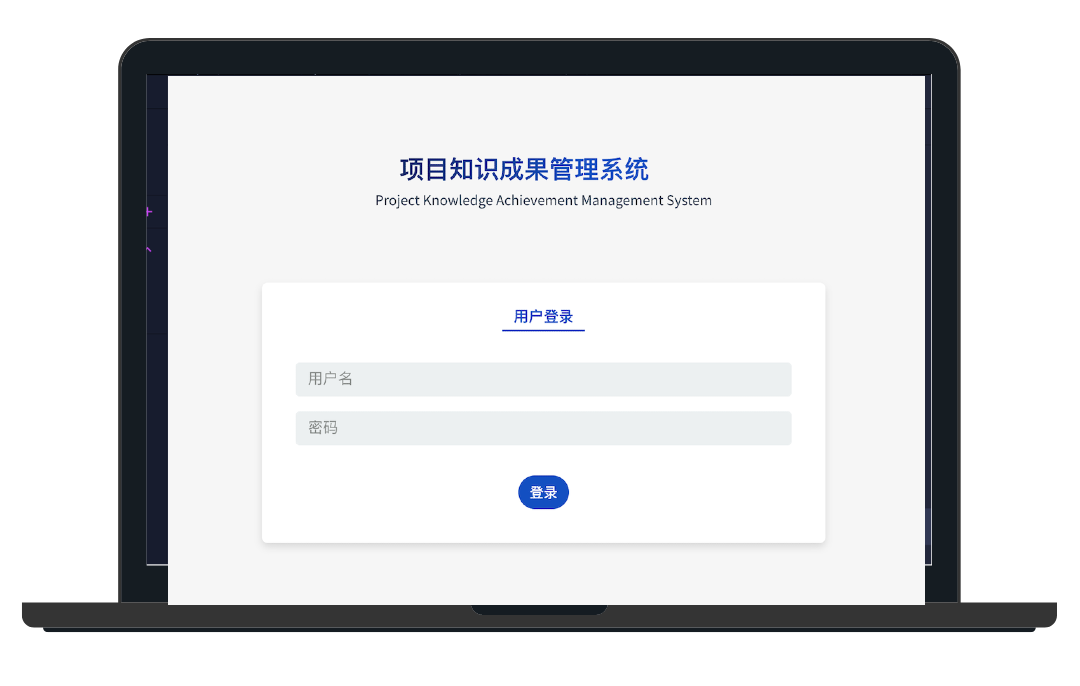 项目知识成果管理系统
Project Knowledge Achievement Management System
用户登录
用户名
密码
登录